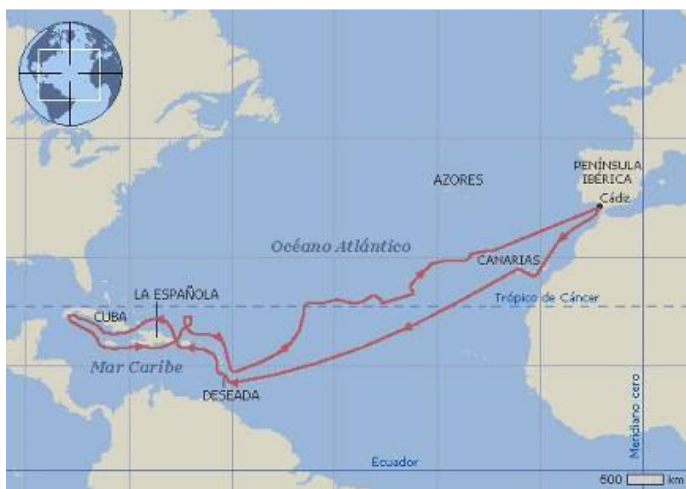 PENÍNSULA
IBÉRICA
Cádiz
AZORES
Océano Atlántico
CANARIAS
LA ESPAÑOLA
Trópico de Cáncer
CUBA
Mar Caribe
DESEADA
Meridiano cero
Ecuador
600 km